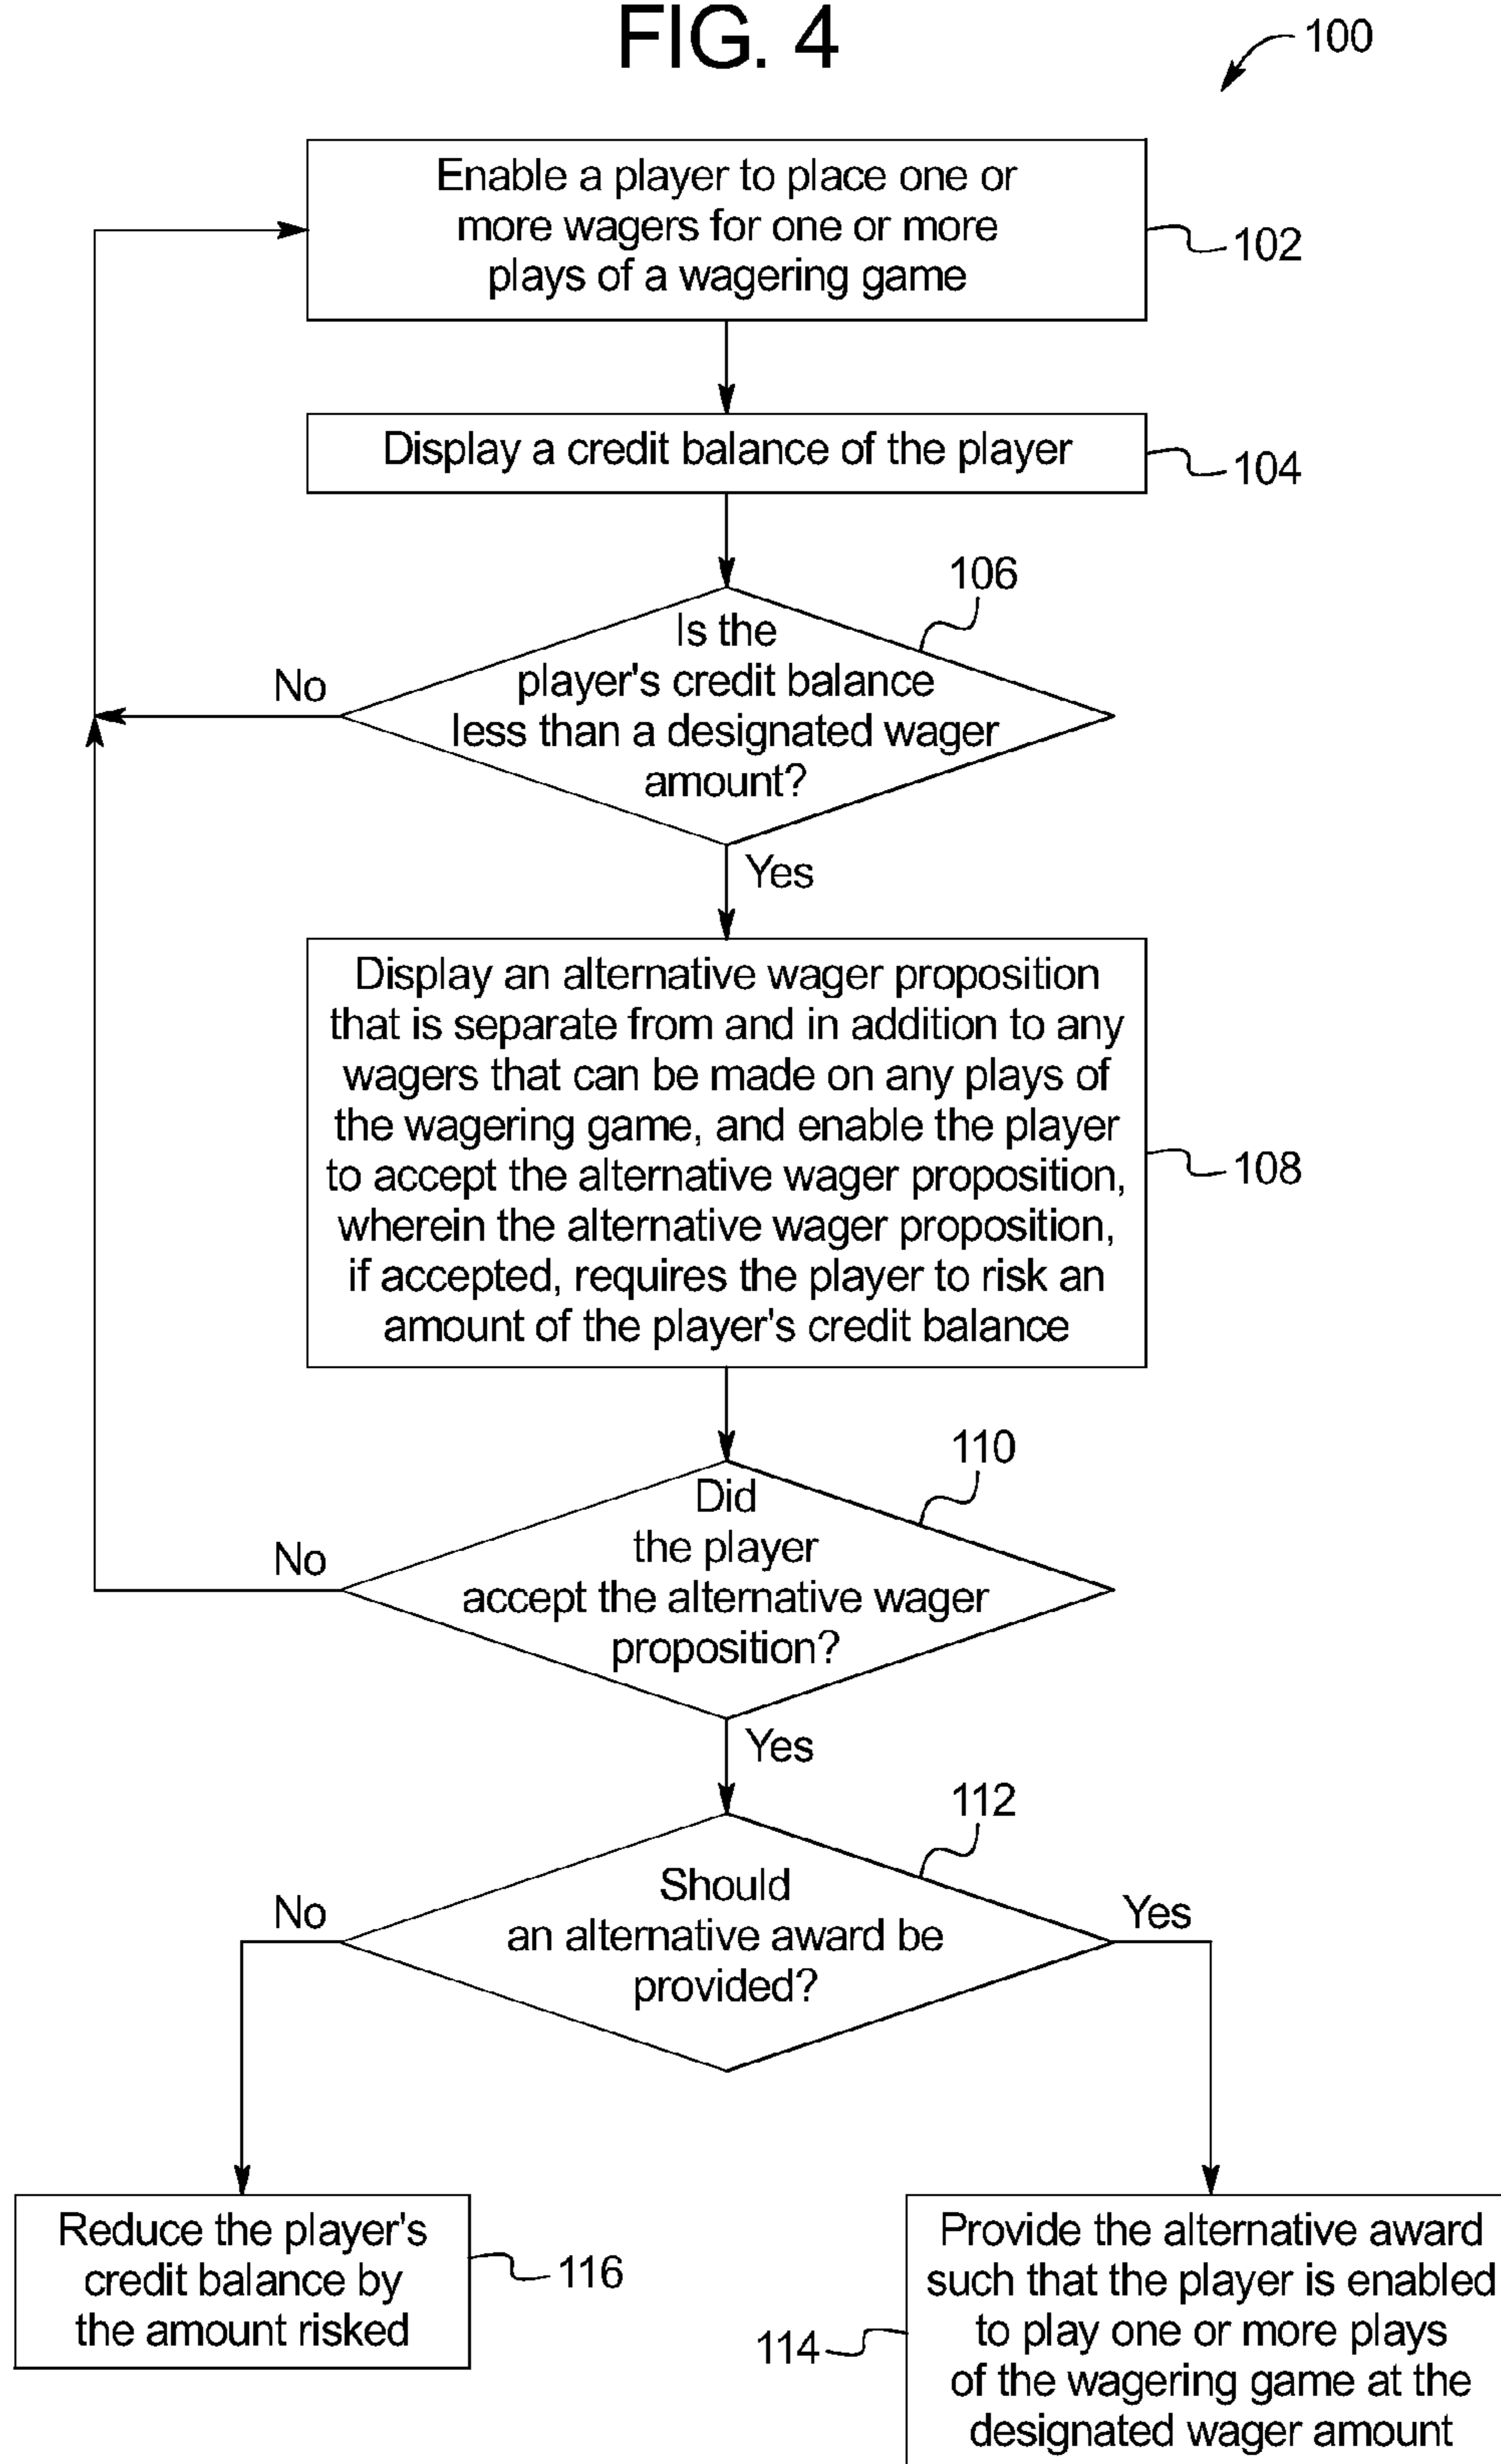 FIG. 4
100
Enable a player to place one or
more wagers for one or more
plays of a wagering game
102
Display a credit balance of the player
104
106
Is the
player's credit balance
less than a designated wager
amount?
No
Yes
Display an alternative wager proposition
that is separate from and in addition to any
wagers that can be made on any plays of
the wagering game, and enable the player
to accept the alternative wager proposition,
wherein the alternative wager proposition,
if accepted, requires the player to risk an
amount of the player's credit balance
108
110
Did
the player
accept the alternative wager
proposition?
No
Yes
112
Should
an alternative award be
provided?
No
Yes
Reduce the player's
credit balance by
the amount risked
116
Provide the alternative award
such that the player is enabled
to play one or more plays
of the wagering game at the
designated wager amount
114